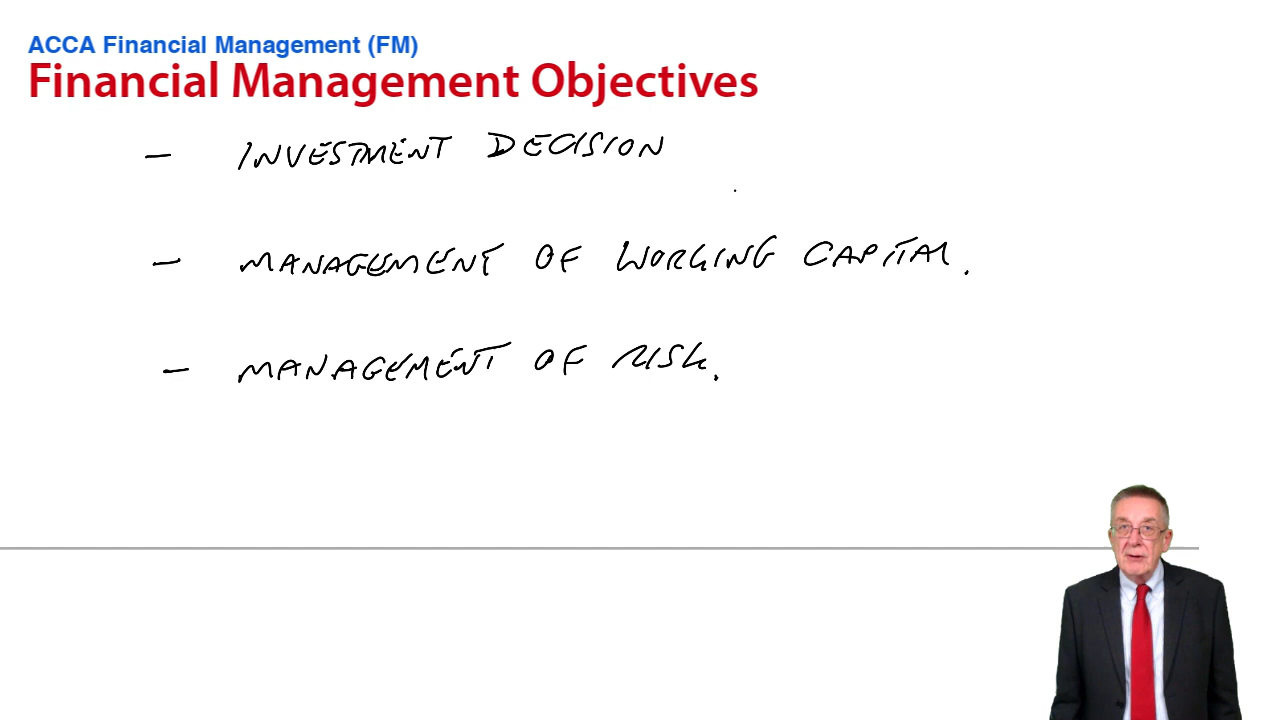 ACCA Financial Management (FM)
Financial Management Objectives
— INVESTMENT DECISION
— MANAGEMENT OF WORKING CAPITAL.
— MANAGEMENT OF RISK.